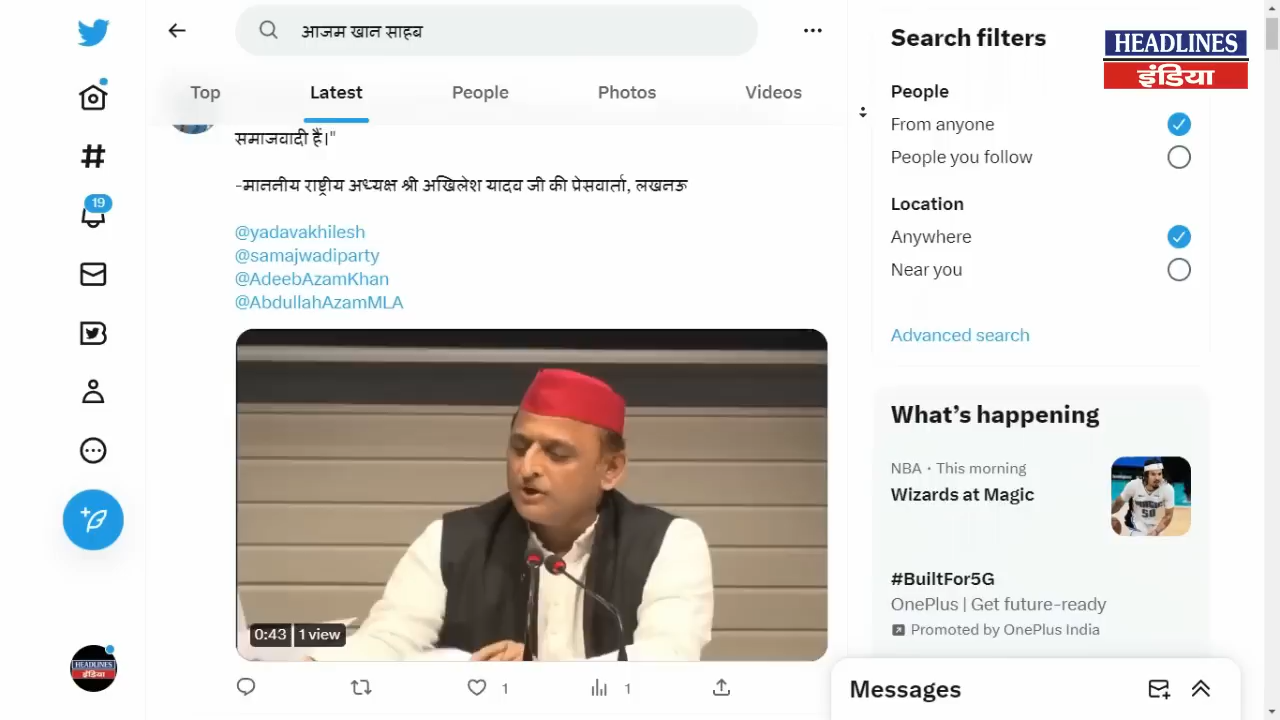 आजम खान साहब
Top
Latest
People
Photos
Videos
समाजवादी हैं।"
-माननीय राष्ट्रीय अध्यक्ष श्री अखिलेश यादव जी की प्रेसवार्ता, लखनऊ
@yadavakhilesh
@samajwadiparty
@AdeebAzamKhan
@AbdullahAzamMLA
0:43
1 view
1
1
19
HEADLINES
इंडिया
Search filters
HEADLINES
इंडिया
People
From anyone
People you follow
Location
Anywhere
Near you
Advanced search
What's happening
NBA · This morning
Wizards at Magic
#BuiltFor5G
OnePlus | Get future-ready
Promoted by OnePlus India
Messages